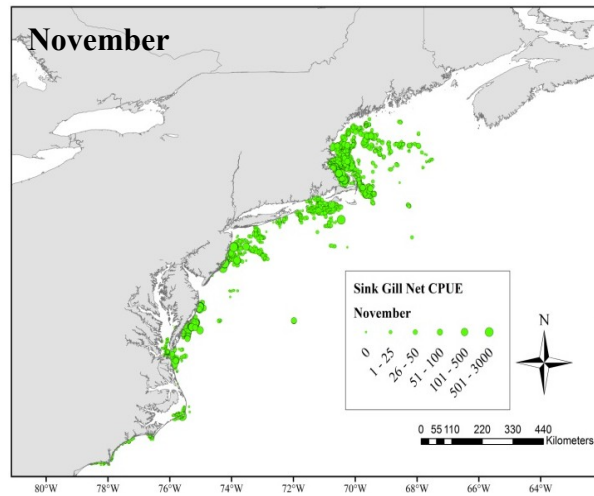 November
Sink Gill Net CPUE
November
0
1 - 25
26 - 50
51 - 100
101 - 500
501 - 3000
N
0 55 110 220 330 440
Kilometers
80°W 78°W 76°W 74°W 72°W 70°W 68°W 66°W 64°W